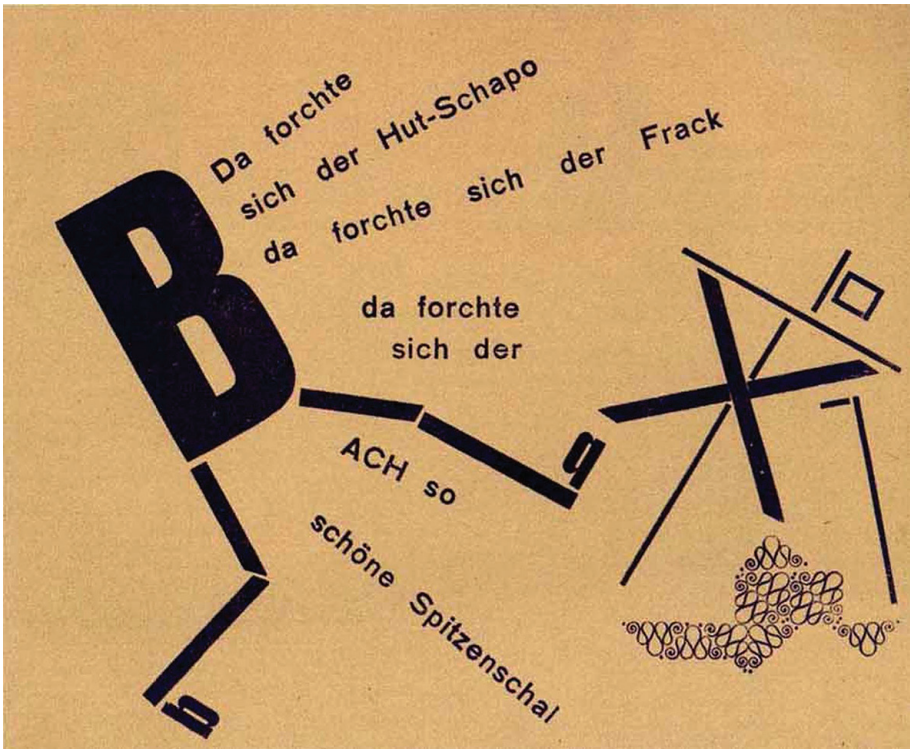 B
Da forchte
sich der Hut-Schapo
da forchte sich der Frack
da forchte
sich der
ACH so
schöne Spitzenschal
X